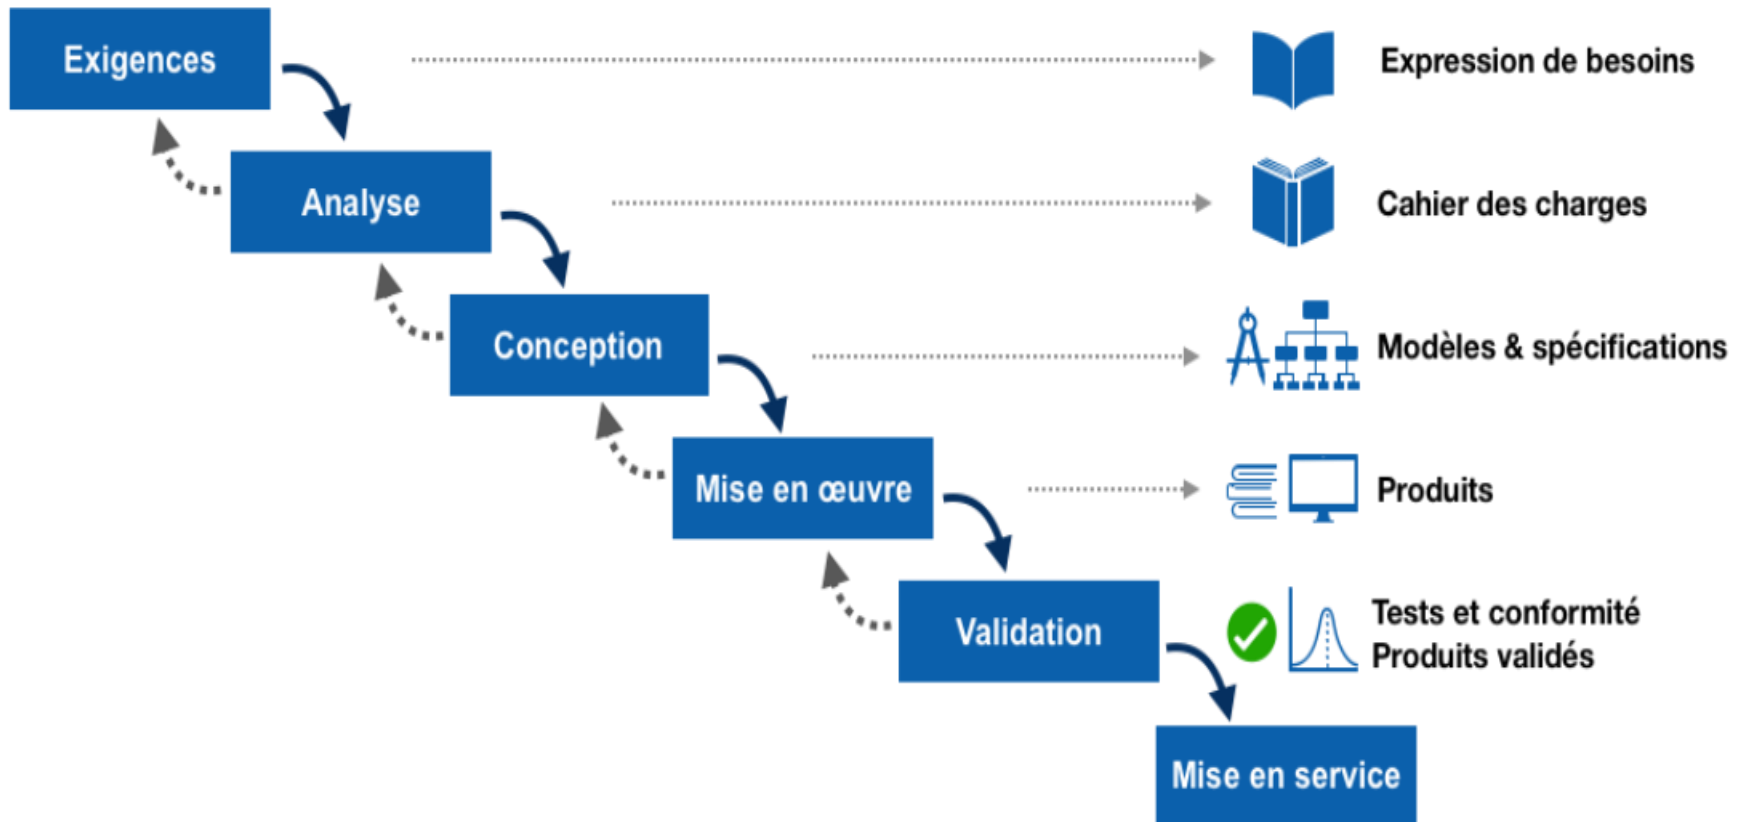 Exigences
Expression de besoins
Analyse
Cahier des charges
Conception
Modèles & spécifications
Mise en œuvre
Produits
Validation
Tests et conformité
Produits validés
Mise en service